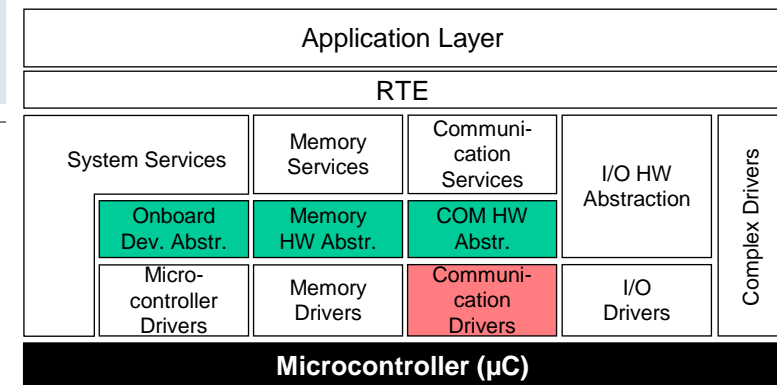 Application Layer
RTE
System Services
Memory
Services
Communi-
cation
Services
I/O HW
Abstraction
Complex Drivers
Onboard
Dev. Abstr.
Memory
HW Abstr.
COM HW
Abstr.
Micro-
controller
Drivers
Memory
Drivers
Communi-
cation
Drivers
I/O
Drivers
Microcontroller (µC)